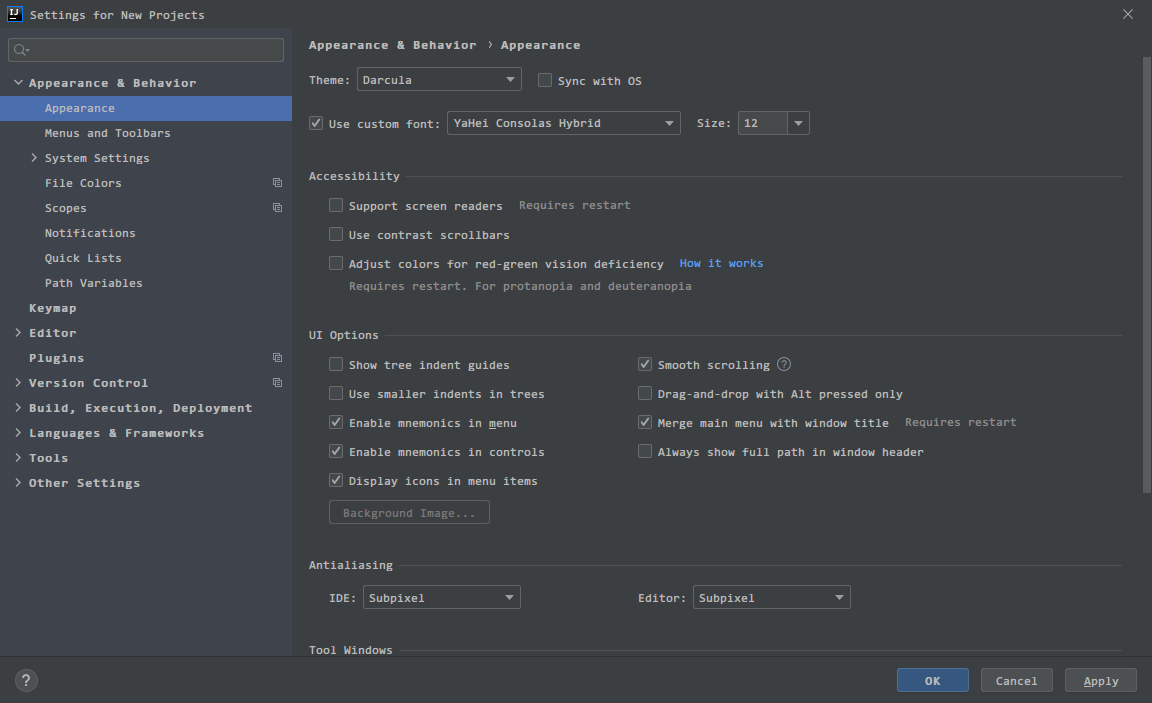 Settings for New Projects
Appearance & Behavior
Appearance
Menus and Toolbars
System Settings
File Colors
Scopes
Notifications
Quick Lists
Path Variables
Keymap
Editor
Plugins
Version Control
Build, Execution, Deployment
Languages & Frameworks
Tools
Other Settings
Appearance & Behavior › Appearance
Theme: Darcula Sync with OS
Use custom font: YaHei Consolas Hybrid Size: 12
Accessibility
Support screen readers Requires restart
Use contrast scrollbars
Adjust colors for red-green vision deficiency How it works
Requires restart. For protanopia and deuteranopia
UI Options
Show tree indent guides Smooth scrolling ?
Use smaller indents in trees Drag-and-drop with Alt pressed only
Enable mnemonics in menu Merge main menu with window title Requires restart
Enable mnemonics in controls Always show full path in window header
Display icons in menu items
Background Image...
Antialiasing
IDE: Subpixel Editor: Subpixel
Tool Windows
? OK Cancel Apply